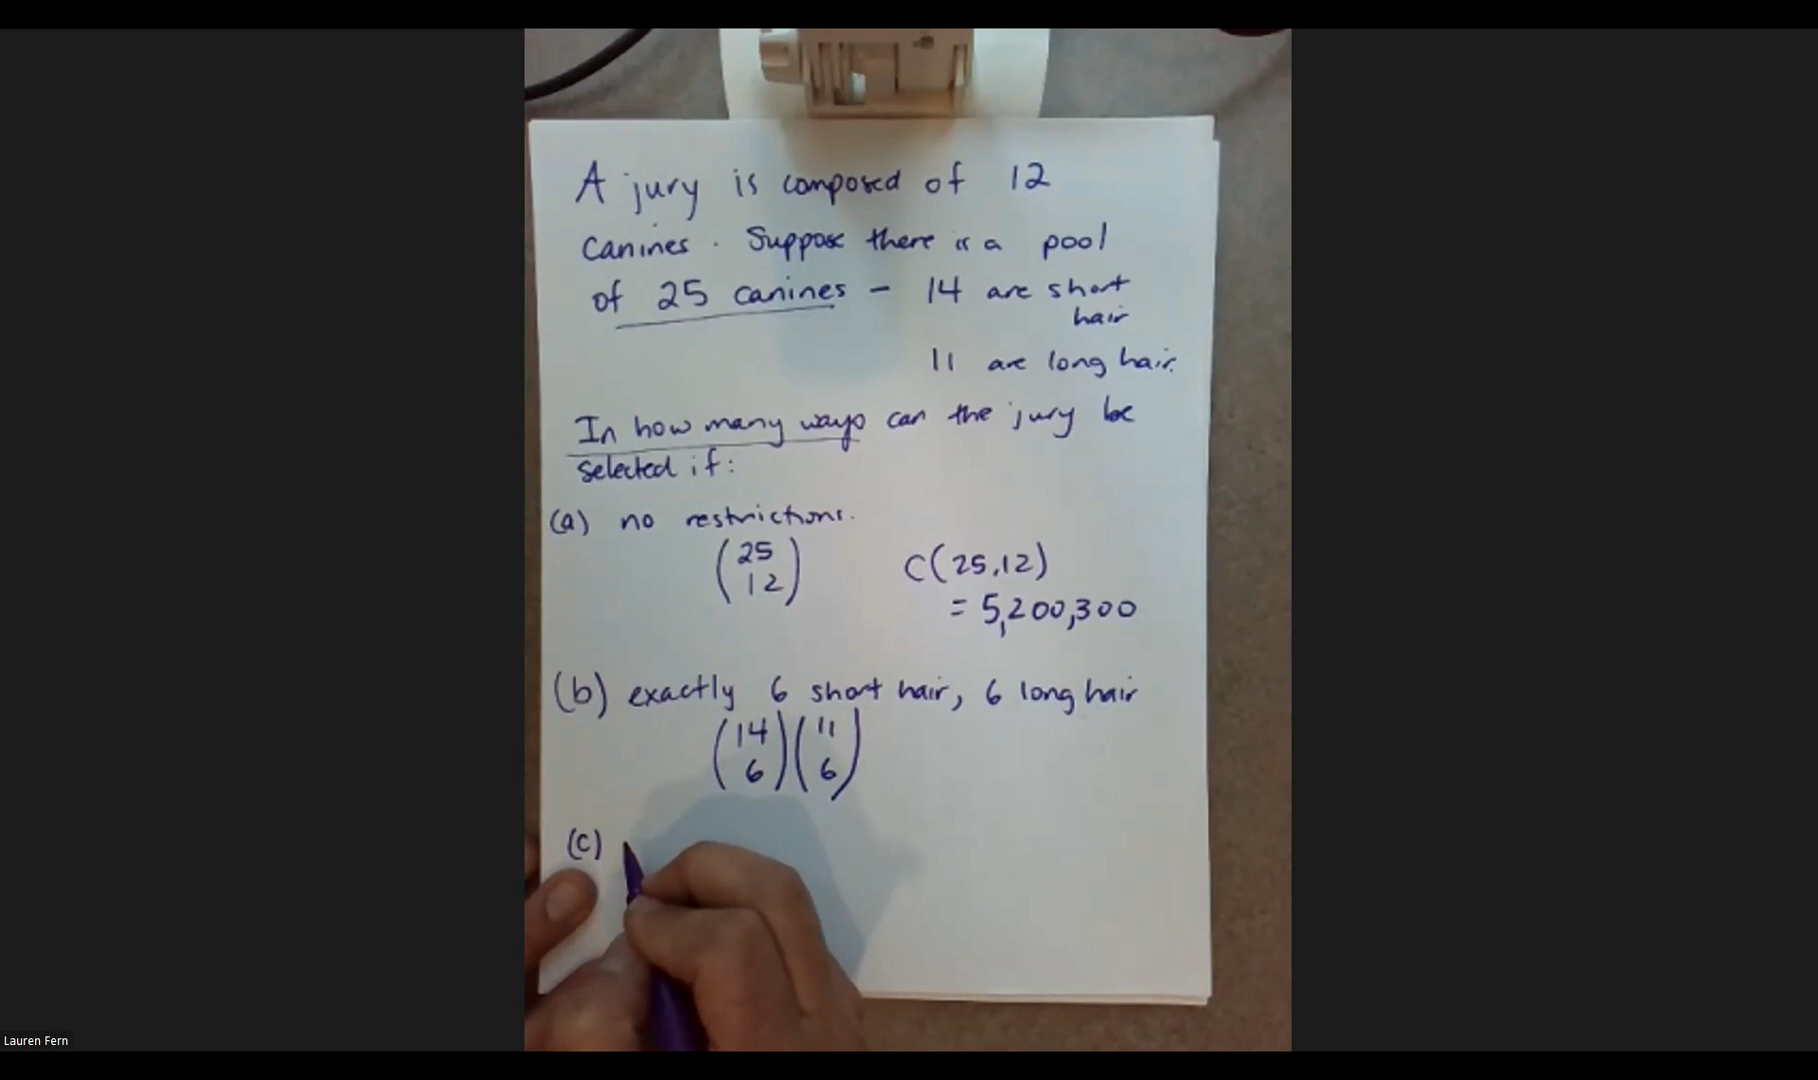 A jury is composed of 12
canines. Suppose there is a pool
of 25 canines - 14 are short
hair
11 are long hair.
In how many ways can the jury be
selected if:
(a) no restrictions.
(25
12)
C(25,12)
= 5,200,300
(b) exactly 6 short hair, 6 long hair
(14
6)(11
6)
(c)
Lauren Fern